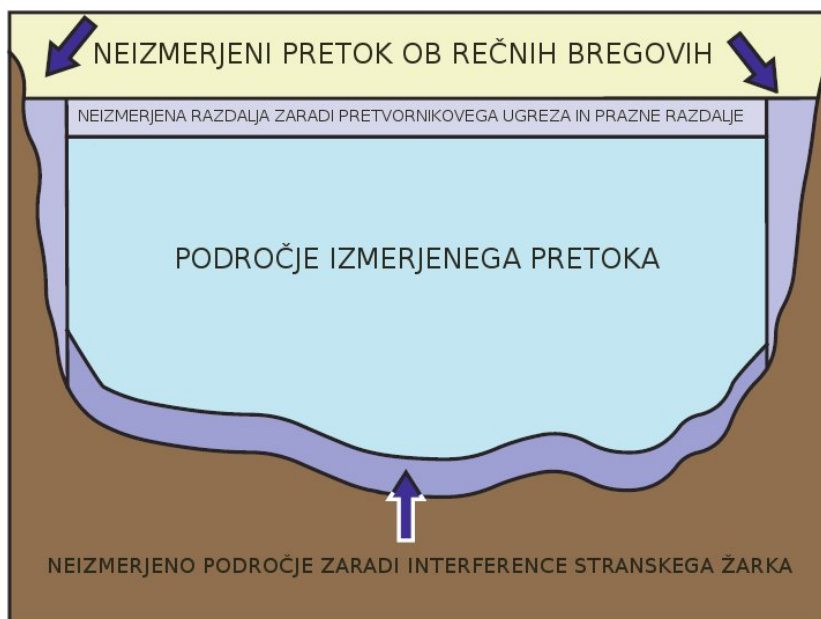 NEIZMERJENI PRETOK OB REČNIH BREGOVIH
NEIZMERJENA RAZDALJA ZARADI PRETVORNIKOVEGA UGREZA IN PRAZNE RAZDALJE
PODROČJE IZMERJENEGA PRETOKA
NEIZMERJENO PODROČJE ZARADI INTERFERENCE STRANSKEGA ŽARKA